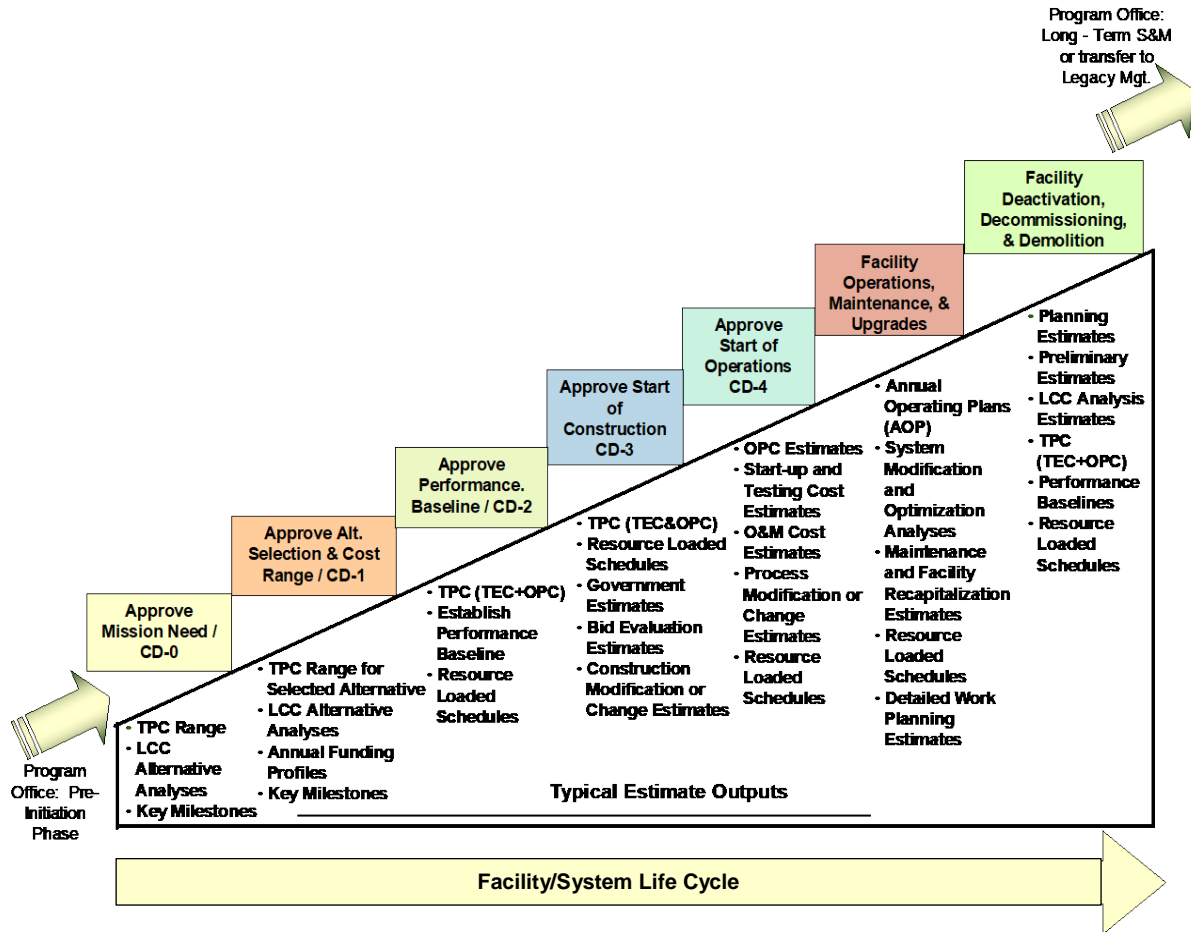 Program Office:
Long - Term S&M
or transfer to
Legacy Mgt.
Facility
Deactivation,
Decommissioning,
& Demolition
Facility
Operations,
Maintenance, &
Upgrades
Approve
Start of
Operations
CD-4
Approve Start
of
Construction
CD-3
Approve
Performance.
Baseline / CD-2
Approve Alt.
Selection & Cost
Range / CD-1
Approve
Mission Need /
CD-0
Program
Office: Pre-
Initiation
Phase
· TPC Range
· LCC
Alternative
Analyses
· Key Milestones
· TPC Range for
Selected Alternative
· LCC Alternative
Analyses
· Annual Funding
Profiles
· Key Milestones
· TPC (TEC+OPC)
· Establish
Performance
Baseline
· Resource
Loaded
Schedules
· TPC (TEC&OPC)
· Resource Loaded
Schedules
· Government
Estimates
· Bid Evaluation
Estimates
· Construction
Modification or
Change Estimates
· OPC Estimates
· Start-up and
Testing Cost
Estimates
· O&M Cost
Estimates
· Process
Modification or
Change
Estimates
· Resource
Loaded
Schedules
· Annual
Operating Plans
(AOP)
· System
Modification
and
Optimization
Analyses
· Maintenance
and Facility
Recapitalization
Estimates
· Resource
Loaded
Schedules
· Detailed Work
Planning
Estimates
· Planning
Estimates
· Preliminary
Estimates
· LCC Analysis
Estimates
· TPC
(TEC+OPC)
· Performance
Baselines
· Resource
Loaded
Schedules
Typical Estimate Outputs
Facility/System Life Cycle